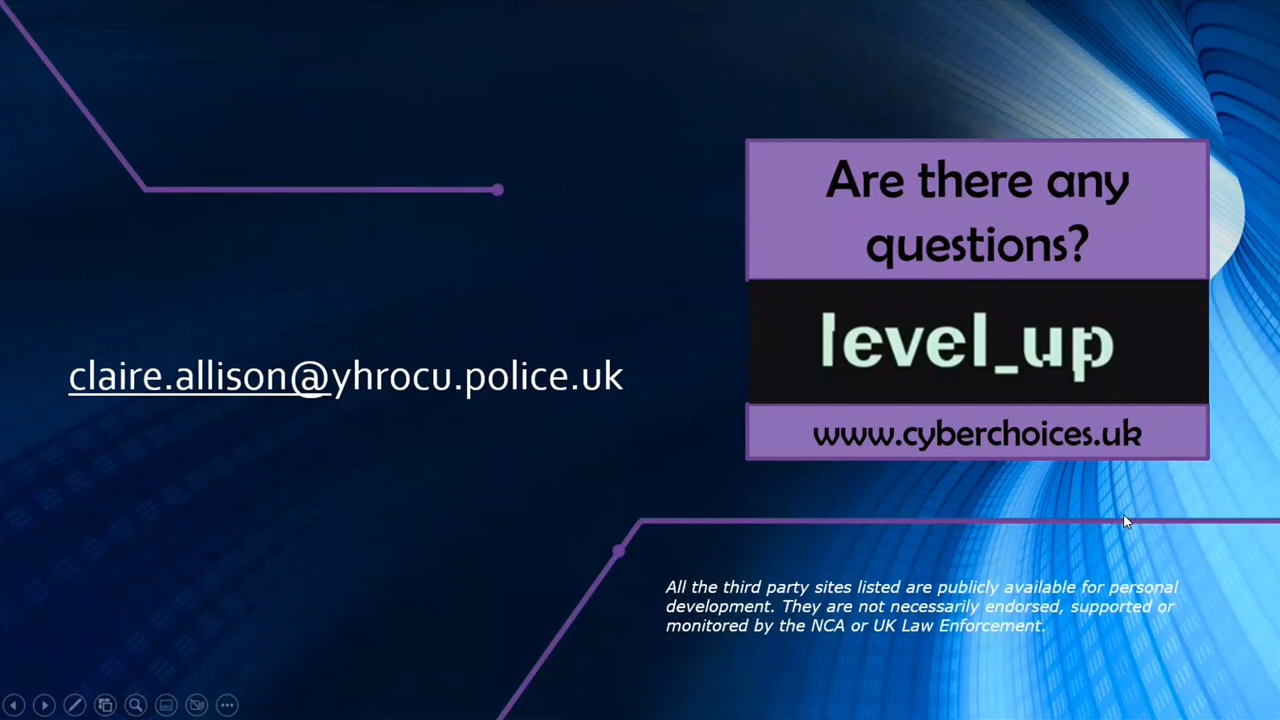 Are there any
questions?
level_up
www.cyberchoices.uk
claire.allison@yhrocu.police.uk
All the third party sites listed are publicly available for personal
development. They are not necessarily endorsed, supported or
monitored by the NCA or UK Law Enforcement.